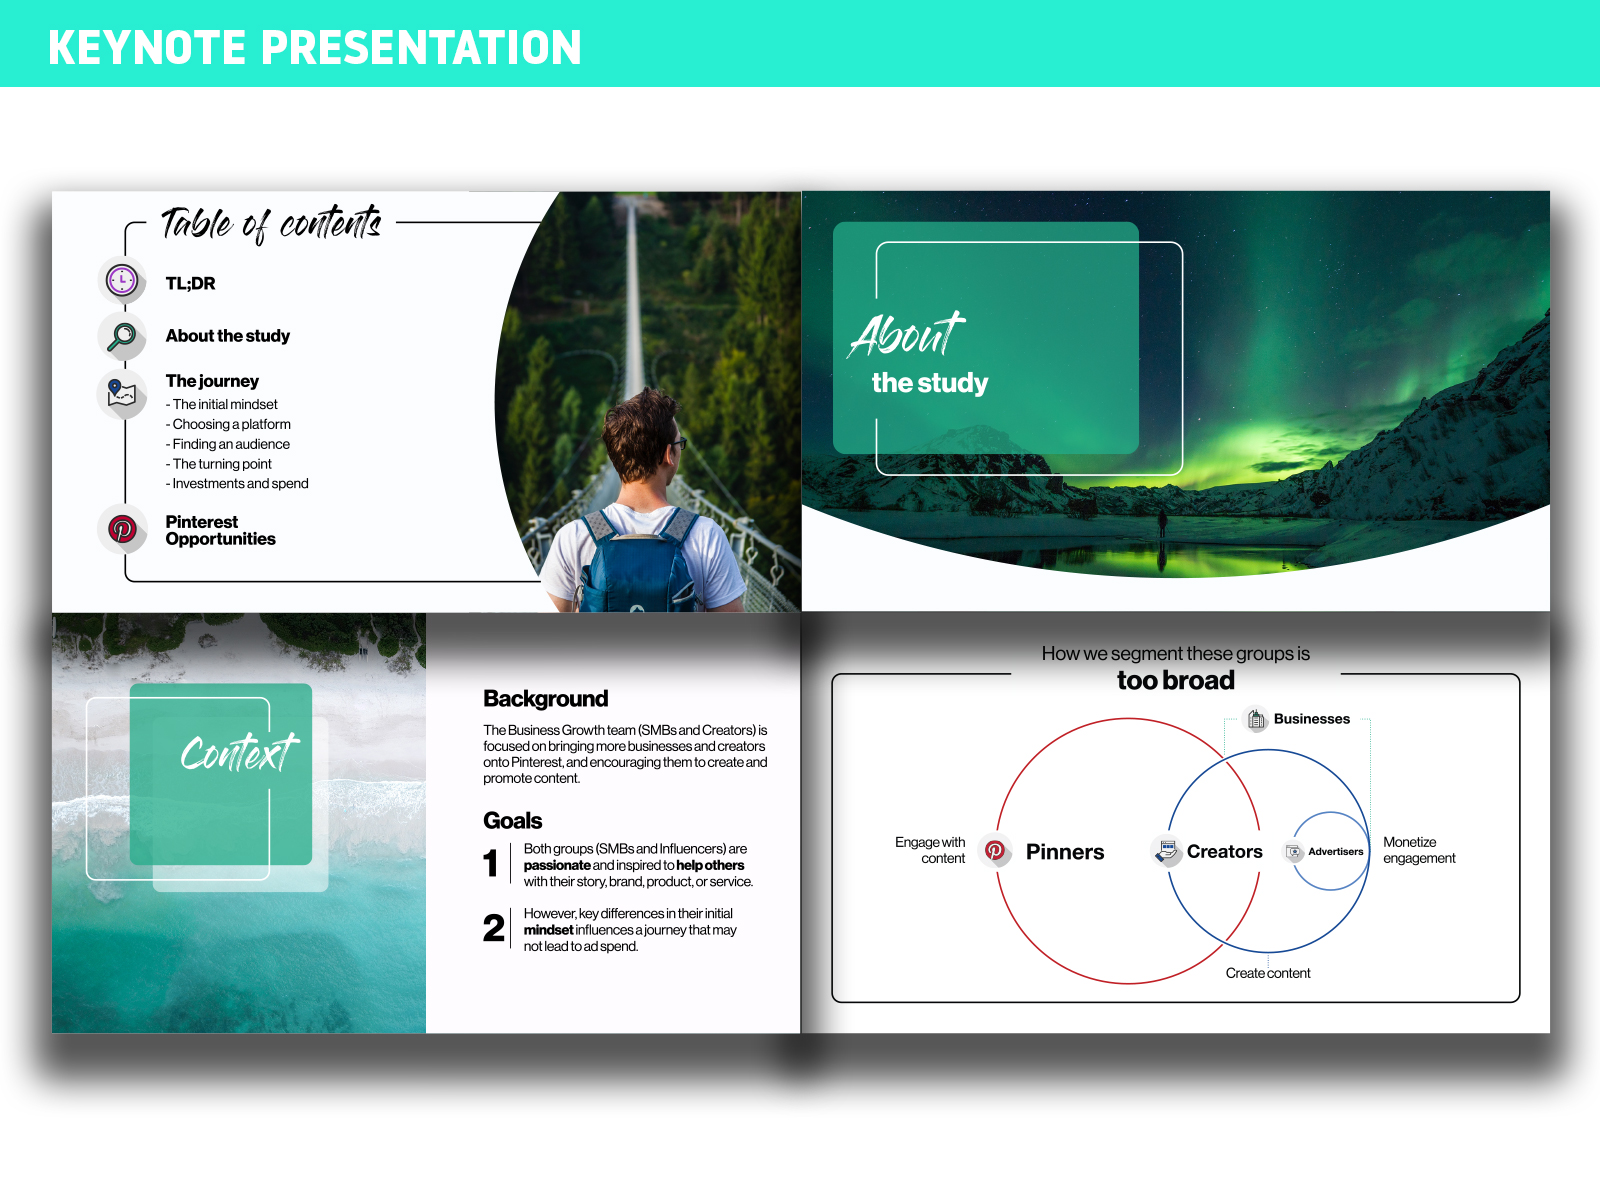 KEYNOTE PRESENTATION
Table of contents
TL;DR
About the study
The journey
- The initial mindset
- Choosing a platform
- Finding an audience
- The turning point
- Investments and spend
Pinterest
Opportunities
About
the study
Context
Background
The Business Growth team (SMBs and Creators) is
focused on bringing more businesses and creators
onto Pinterest, and encouraging them to create and
promote content.
Goals
1
Both groups (SMBs and Influencers) are
passionate and inspired to help others
with their story, brand, product, or service.
2
However, key differences in their initial
mindset influences a journey that may
not lead to ad spend.
How we segment these groups is
too broad
Businesses
Engage with
content
Pinners
Creators
Advertisers
Monetize
engagement
Create content